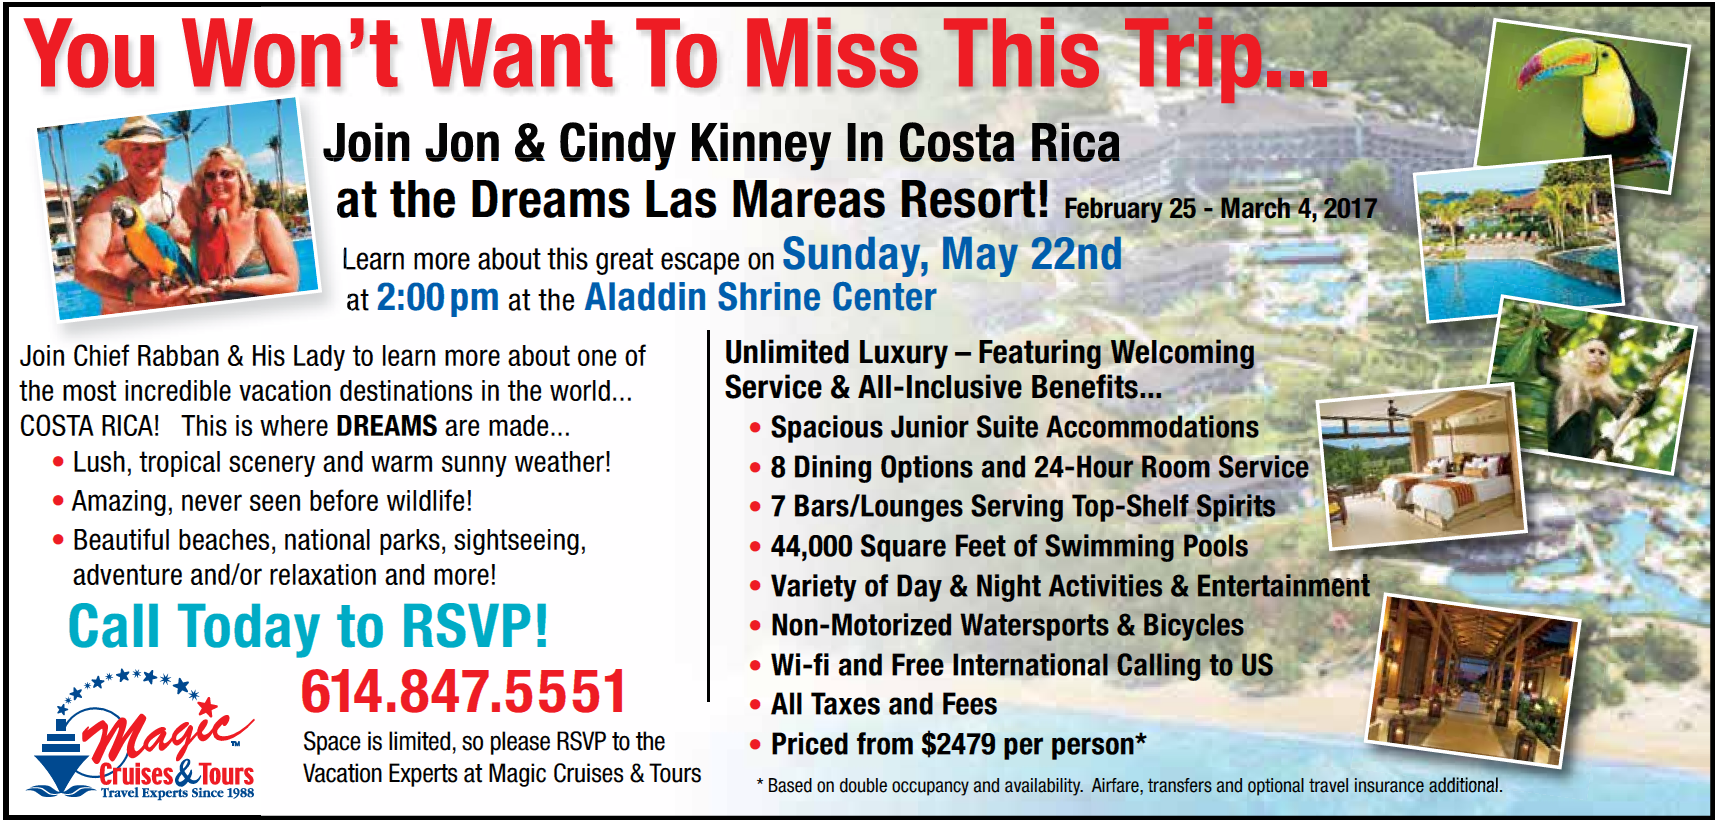 You Won't Want To Miss This Trip...
Join Jon & Cindy Kinney In Costa Rica
at the Dreams Las Mareas Resort! February 25 - March 4, 2017
Learn more about this great escape on Sunday, May 22nd
at 2:00 pm at the Aladdin Shrine Center
Join Chief Rabban & His Lady to learn more about one of
the most incredible vacation destinations in the world...
COSTA RICA! This is where DREAMS are made...
• Lush, tropical scenery and warm sunny weather!
• Amazing, never seen before wildlife!
• Beautiful beaches, national parks, sightseeing,
adventure and/or relaxation and more!
Call Today to RSVP!
614.847.5551
Space is limited, so please RSVP to the
Vacation Experts at Magic Cruises & Tours
Magic™
Cruises & Tours
Travel Experts Since 1988
Unlimited Luxury – Featuring Welcoming
Service & All-Inclusive Benefits...
• Spacious Junior Suite Accommodations
• 8 Dining Options and 24-Hour Room Service
• 7 Bars/Lounges Serving Top-Shelf Spirits
• 44,000 Square Feet of Swimming Pools
• Variety of Day & Night Activities & Entertainment
• Non-Motorized Watersports & Bicycles
• Wi-fi and Free International Calling to US
• All Taxes and Fees
• Priced from $2479 per person*
* Based on double occupancy and availability. Airfare, transfers and optional travel insurance additional.